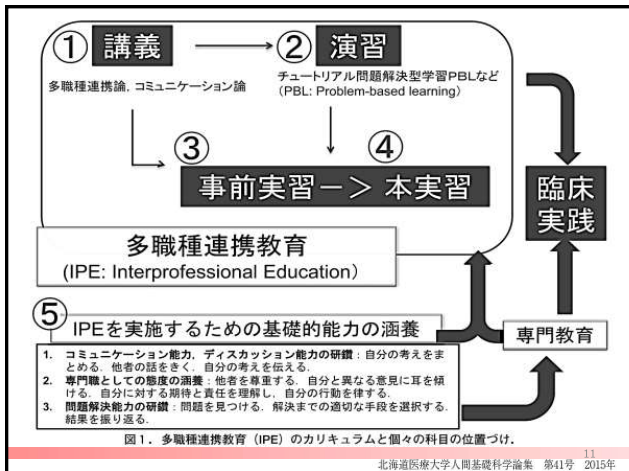 ① 講義
② 演習
多職種連携論,コミュニケーション論
チュートリアル問題解決型学習PBLなど
(PBL: Problem-based learning)
③ ④
事前実習-> 本実習
臨床
実践
多職種連携教育
(IPE: Interprofessional Education)
⑤ IPEを実施するための基礎的能力の涵養
専門教育
1. コミュニケーション能力,ディスカッション能力の研鑽:自分の考えをま
とめる.他者の話をきく.自分の考えを伝える.
2. 専門職としての態度の涵養:他者を尊重する.自分と異なる意見に耳を傾
ける.自分に対する期待と責任を理解し,自分の行動を律する.
3. 問題解決能力の研鑽:問題を見つける.解決までの適切な手段を選択する.
結果を振り返る.
図1.多職種連携教育(IPE)のカリキュラムと個々の科目の位置づけ.
11
北海道医療大学人間基礎科学論集 第41号 2015年